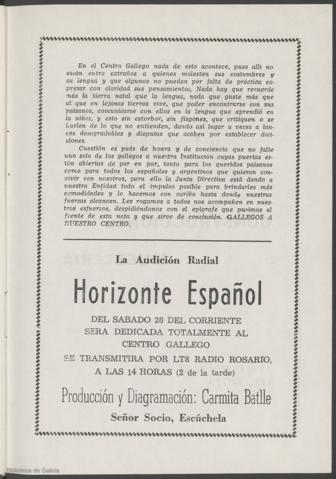 En el Centro Gallego nada de esto acontece, pues allí no
están entre extraños a quienes molesten sus costumbres y
su lengua y que algunos no pueden por falta de práctica ex-
presar con claridad sus pensamientos. Nada hay que recuerde
más la tierra natal que la lengua, nada que guste más que
al que en lejanas tierras vive, que poder encontrarse con sus
paisanos, comunicarse con ellos en la lengua que aprendió en
la niñez, y esto sin estorbos, sin fisgones, que critiquen o se
burlen de lo que no entienden, dando así lugar a veces a lan-
ces desagradables y disputas que acaben por establecer divi-
siones.
Cuestión es pués de honra y de conciencia que no falte
uno solo de los gallegos a nuestra Institución cuyas puertas es-
tán abiertas de par en par, tanto para los queridos paisanos
como para todos los españoles y argentinos que quieran con-
vivir con nosotros, para ello la Junta Directiva está dando a
nuestra Entidad todo el impulso posible para brindarles más
comodidades y lo hacemos con cariño hasta donde nuestras
fuerzas alcancen. Les rogamos a todos nos acompañen en nues-
tros esfuerzos, despidiéndonos con el epígrafe que pusimos al
frente de esta nota y que sirve de conclusión. GALLEGOS A
NUESTRO CENTRO.
La Audición Radial
Horizonte Español
DEL SABADO 28 DEL CORRIENTE
SERA DEDICADA TOTALMENTE AL
CENTRO GALLEGO
SE TRANSMITIRA POR LT8 RADIO ROSARIO,
A LAS 14 HORAS (2 de la tarde)
Producción y Diagramación: Carmita Batlle
Señor Socio, Escúchela
Biblioteca de Galicia